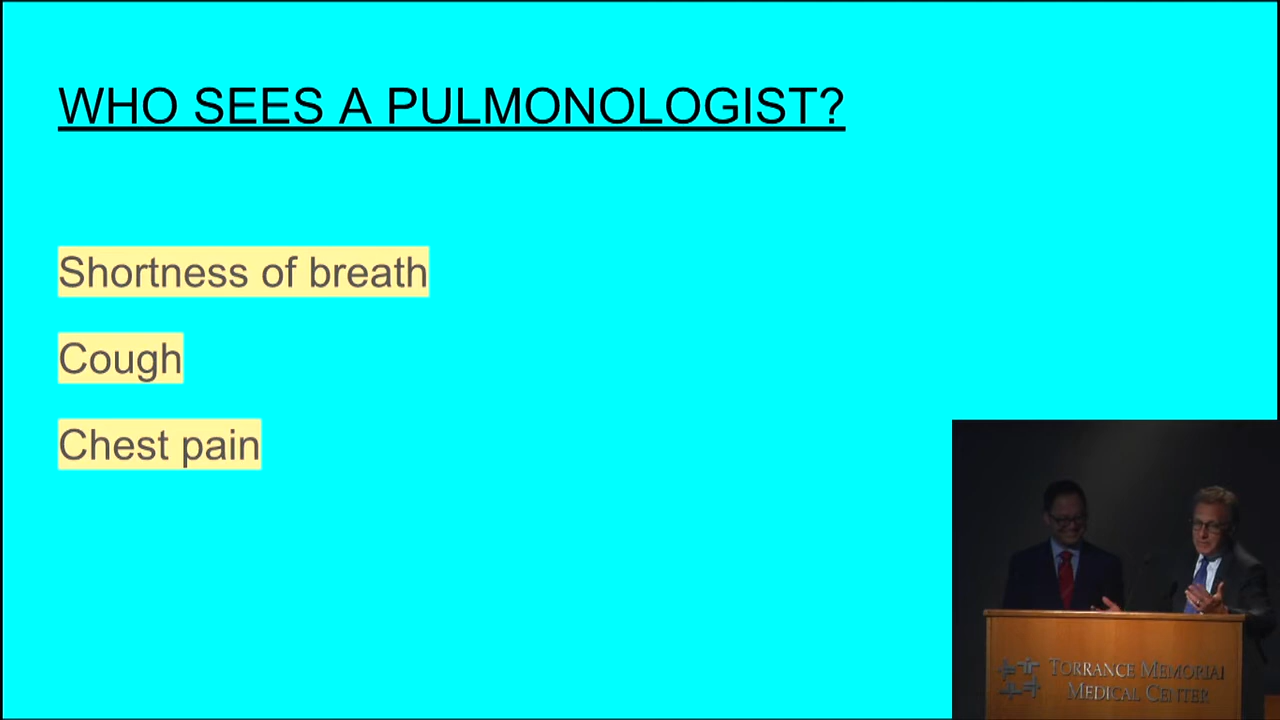 WHO SEES A PULMONOLOGIST?
Shortness of breath
Cough
Chest pain
TORRANCE MEMORIAL
MEDICAL CENTER